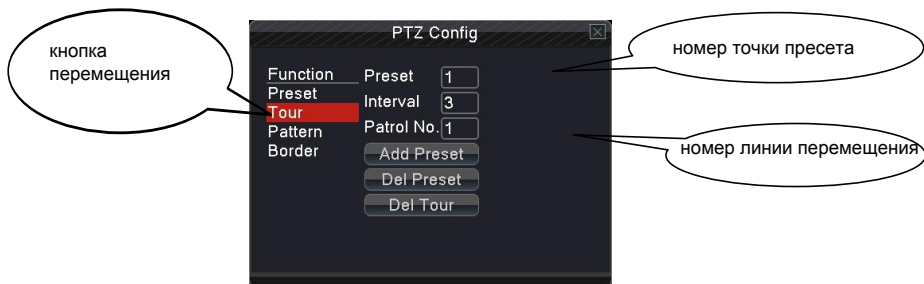 кнопка
перемещения
PTZ Config
Function
Preset
Tour
Pattern
Border
Preset 1
Interval 3
Patrol No. 1
Add Preset
Del Preset
Del Tour
номер точки пресета
номер линии перемещения